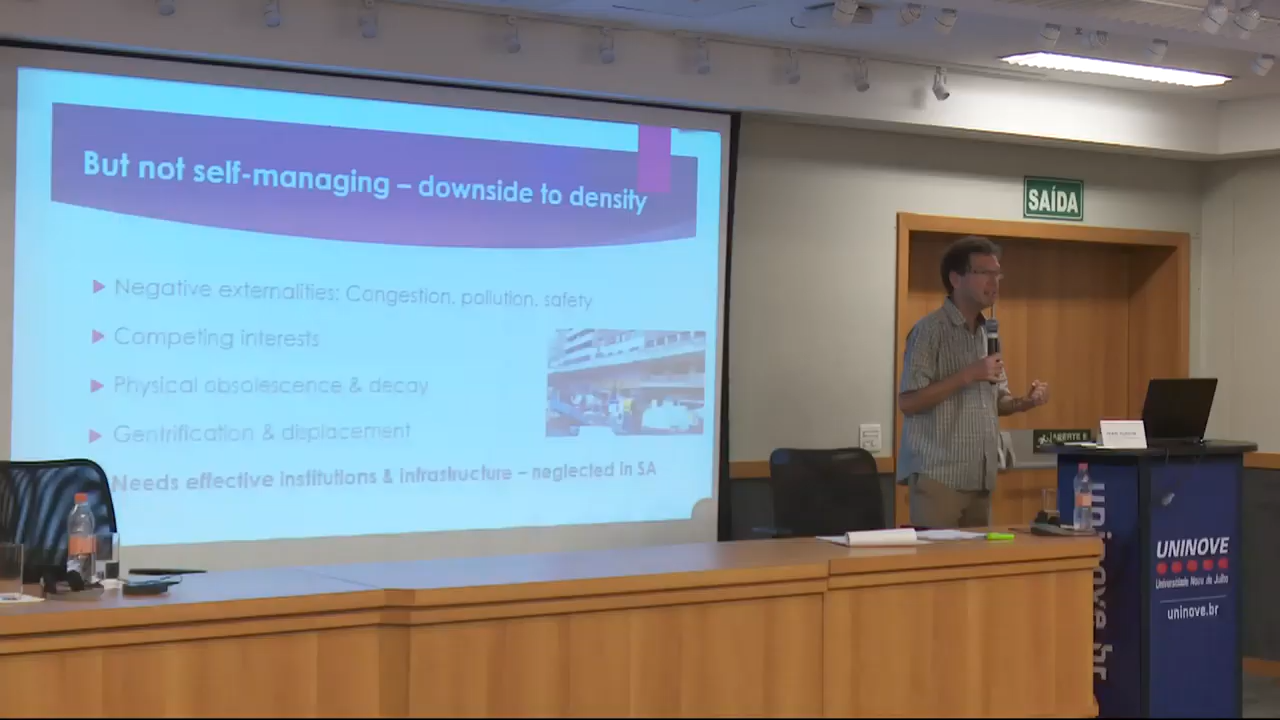 But not self-managing – downside to density
Negative externalities: Congestion, pollution, safety
Competing interests
Physical obsolescence & decay
Gentrification & displacement
Needs effective institutions & infrastructure – neglected in SA
SAÍDA
UNINOVE
Universidade Nove de Julho
uninove.br
uninove.br